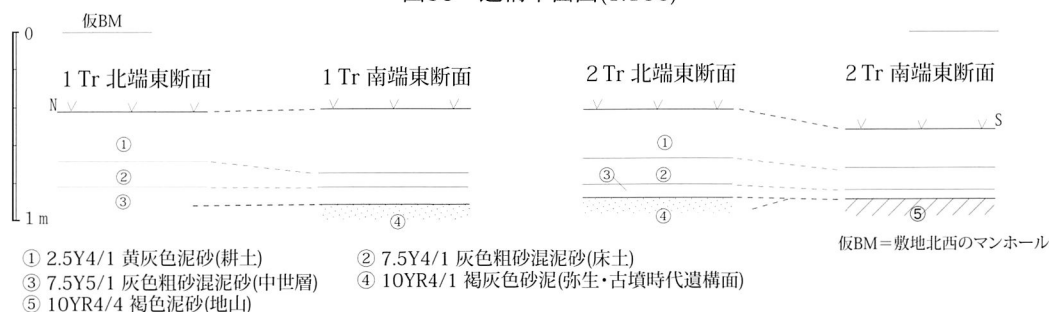 仮BM
0
1 Tr 北端東断面
1 Tr 南端東断面
2 Tr 北端東断面
2 Tr 南端東断面
N
S
①
①
②
③
②
③
④
④
⑤
1 m
仮BM=敷地北西のマンホール
① 2.5Y4/1 黄灰色泥砂(耕土)
② 7.5Y4/1 灰色粗砂混泥砂(床土)
③ 7.5Y5/1 灰色粗砂混泥砂(中世層)
④ 10YR4/1 褐灰色砂泥(弥生・古墳時代遺構面)
⑤ 10YR4/4 褐色泥砂(地山)